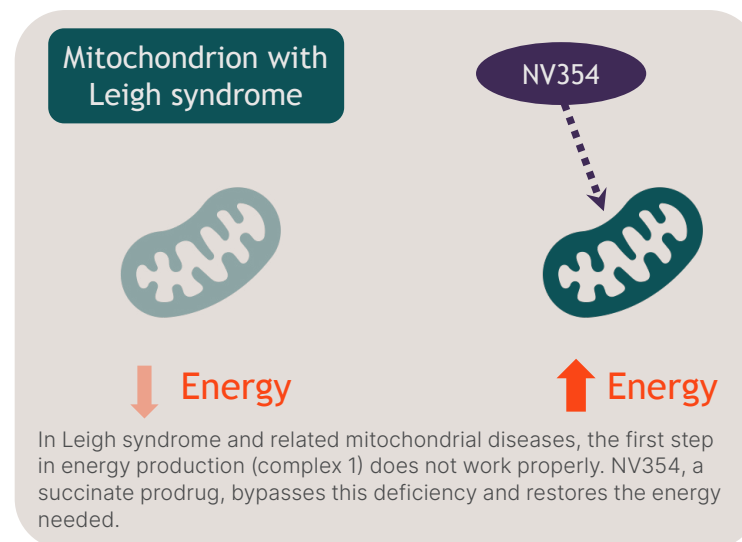 Mitochondrion with
Leigh syndrome
NV354
Energy
Energy
In Leigh syndrome and related mitochondrial diseases, the first step
in energy production (complex 1) does not work properly. NV354, a
succinate prodrug, bypasses this deficiency and restores the energy
needed.